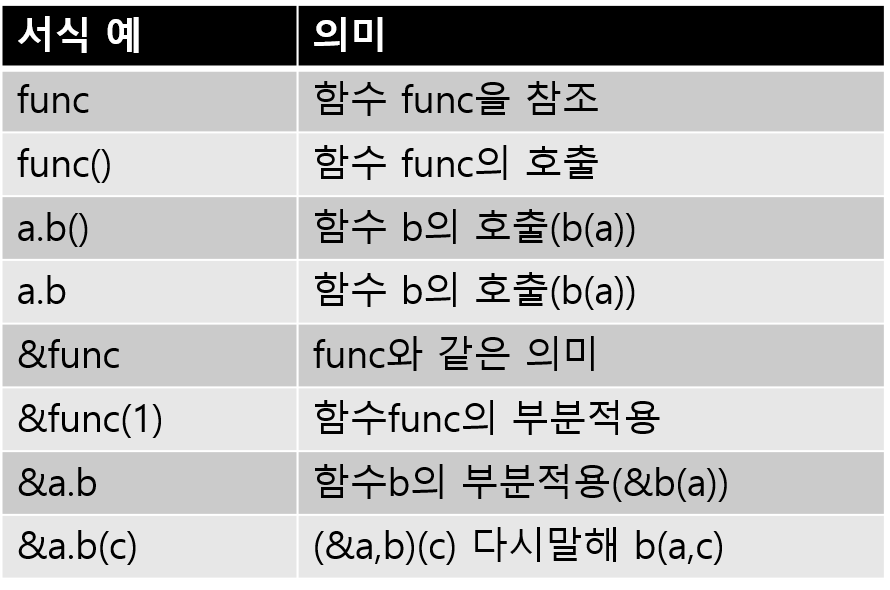 서식 예 의미
func 함수 func을 참조
func() 함수 func의 호출
a.b() 함수 b의 호출(b(a))
a.b 함수 b의 호출(b(a))
&func func와 같은 의미
&func(1) 함수func의 부분적용
&a.b 함수b의 부분적용(&b(a))
&a.b(c) (&a,b)(c) 다시말해 b(a,c)